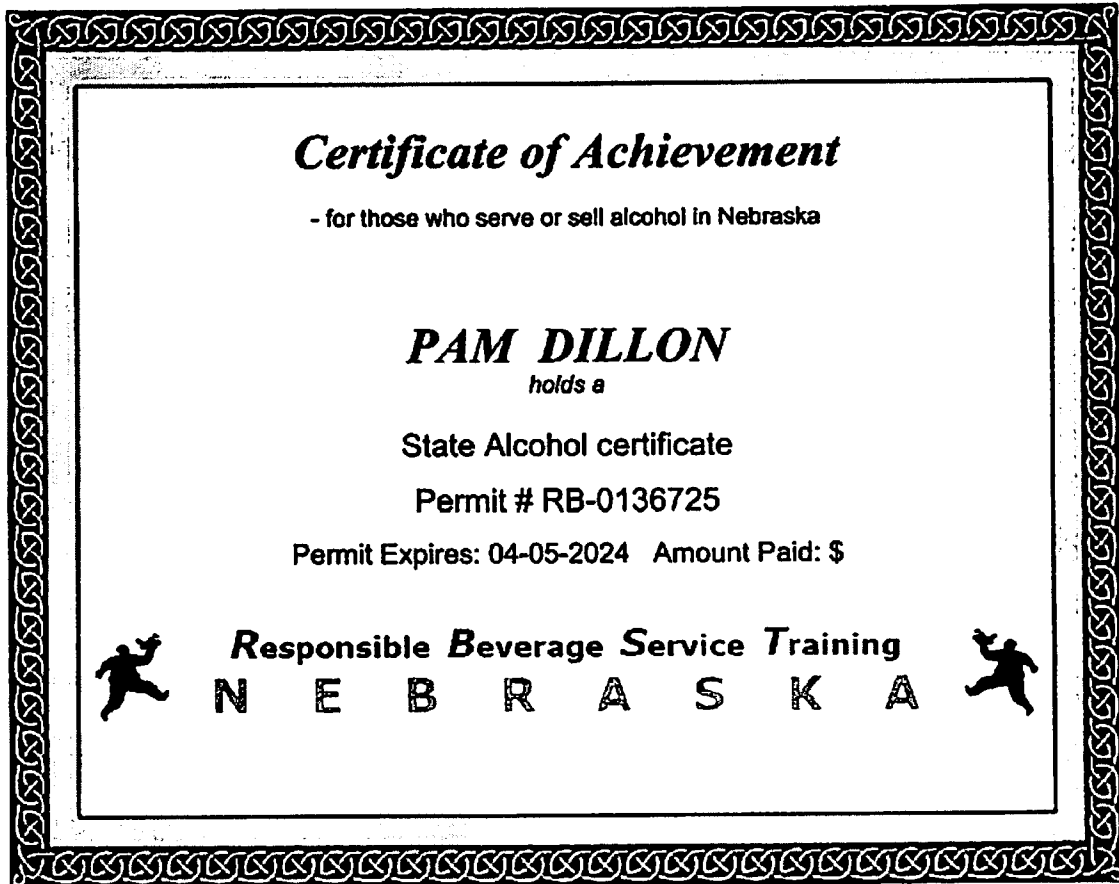 Certificate of Achievement
- for those who serve or sell alcohol in Nebraska
PAM DILLON
holds a
State Alcohol certificate
Permit # RB-0136725
Permit Expires: 04-05-2024 Amount Paid: $
Responsible Beverage Service Training
NEBRASKA